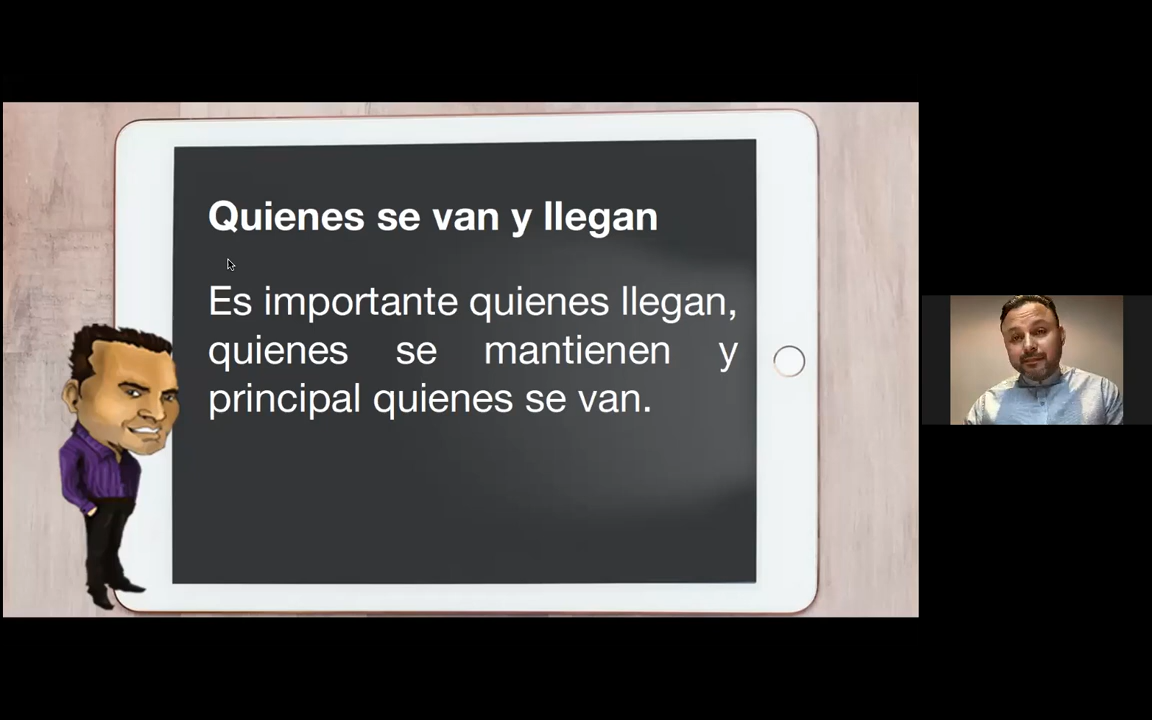 Quienes se van y llegan
Es importante quienes llegan,
quienes se mantienen y
principal quienes se van.